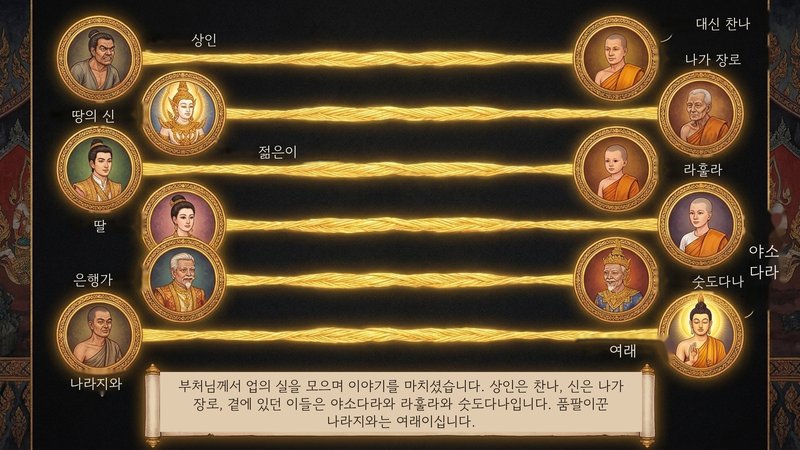 상인
대신 찬나
나가 장로
땅의 신
젊은이
라훌라
딸
야소
다라
은행가
숫도다나
여래
나라지와
부처님께서 업의 실을 모으며 이야기를 마치셨습니다. 상인은 찬나, 신은 나가
장로, 곁에 있던 이들은 야소다라와 라훌라와 숫도다나입니다. 품팔이꾼
나라지와는 여래이십니다.